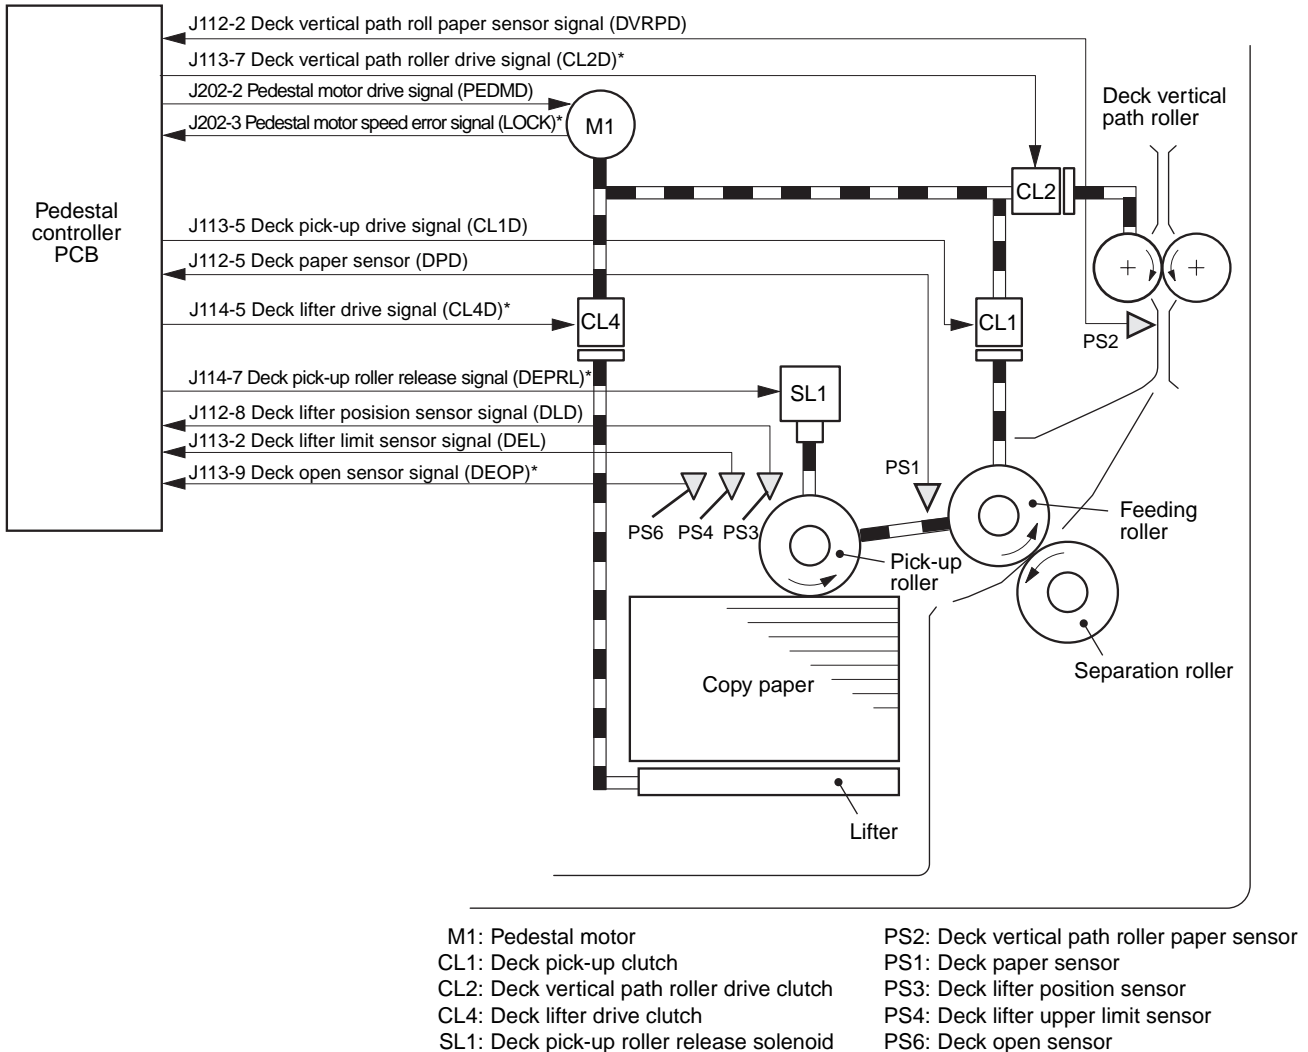 J112-2 Deck vertical path roll paper sensor signal (DVRPD)
J113-7 Deck vertical path roller drive signal (CL2D)*
J202-2 Pedestal motor drive signal (PEDMD)
J202-3 Pedestal motor speed error signal (LOCK)*
M1
Deck vertical
path roller
CL2
Pedestal
controller
PCB
J113-5 Deck pick-up drive signal (CL1D)
J112-5 Deck paper sensor (DPD)
J114-5 Deck lifter drive signal (CL4D)*
CL4
CL1
PS2
J114-7 Deck pick-up roller release signal (DEPRL)*
SL1
J112-8 Deck lifter posision sensor signal (DLD)
J113-2 Deck lifter limit sensor signal (DEL)
J113-9 Deck open sensor signal (DEOP)*
PS1
PS6
PS4
PS3
Feeding
roller
Pick-up
roller
Separation roller
Copy paper
Lifter
M1: Pedestal motor
CL1: Deck pick-up clutch
CL2: Deck vertical path roller drive clutch
CL4: Deck lifter drive clutch
SL1: Deck pick-up roller release solenoid
PS2: Deck vertical path roller paper sensor
PS1: Deck paper sensor
PS3: Deck lifter position sensor
PS4: Deck lifter upper limit sensor
PS6: Deck open sensor